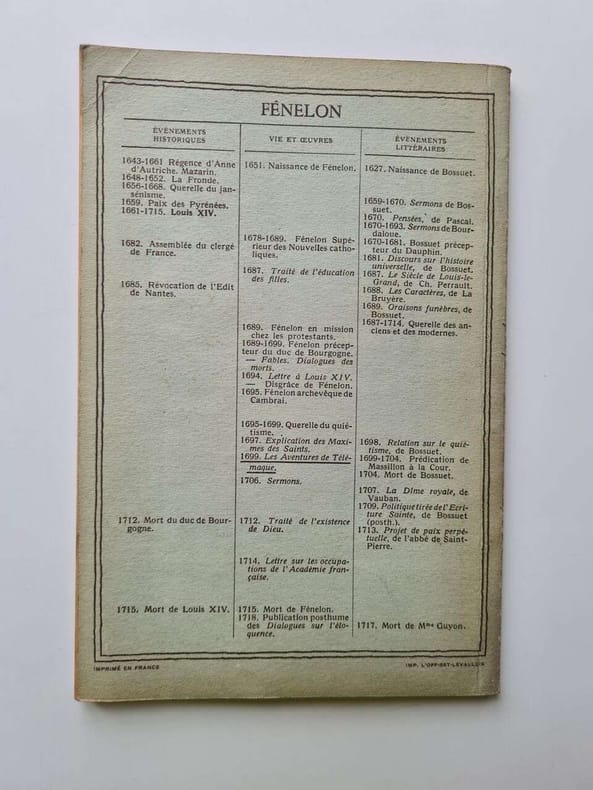 FÉNELON
ÉVÉNEMENTS
HISTORIQUES
1643-1661 Régence d'Anne
d'Autriche. Mazarin.
1648-1652. La Fronde.
1656-1668. Querelle du jan-
sénisme.
1659. Paix des Pyrénées.
1661-1715. Louis XIV.
1682. Assemblée du clergé
de France.
1685. Révocation de l'Edit
de Nantes.
1712. Mort du duc de Bour-
gogne.
1715. Mort de Louis XIV.
VIE ET ŒUVRES
1651. Naissance de Fénelon.
1678-1689. Fénelon Supé-
rieur des Nouvelles catho-
liques.
1687. Traité de l'éducation
des filles.
1689. Fénelon en mission
chez les protestants.
1689-1699. Fénelon précep-
teur du duc de Bourgogne.
— Fables. Dialogues des
morts.
1694. Lettre à Louis XIV.
— Disgrâce de Fénelon.
1695. Fénelon archevêque de
Cambrai.
1695-1699. Querelle du quié-
tisme.
1697. Explication des Maxi-
mes des Saints.
1699. Les Aventures de Télé-
maque.
1706. Sermons.
1712. Traité de l'existence
de Dieu.
1714. Lettre sur les occupa-
tions de l'Académie fran-
çaise.
1715. Mort de Fénelon.
1718. Publication posthume
des Dialogues sur l'élo-
quence.
ÉVÉNEMENTS
LITTÉRAIRES
1627. Naissance de Bossuet.
1659-1670. Sermons de Bos-
suet.
1670. Pensées, de Pascal.
1670-1693. Sermons de Bour-
daloue.
1670-1681. Bossuet précep-
teur du Dauphin.
1681. Discours sur l'histoire
universelle, de Bossuet.
1687. Le Siècle de Louis-le-
Grand, de Ch. Perrault.
1688. Les Caractères, de La
Bruyère.
1689. Oraisons funèbres, de
Bossuet.
1687-1714. Querelle des an-
ciens et des modernes.
1698. Relation sur le quié-
tisme, de Bossuet.
1699-1704. Prédication de
Massillon à la Cour.
1704. Mort de Bossuet.
1707. La Dîme royale, de
Vauban.
1709. Politique tirée de l'Ecri-
ture Sainte, de Bossuet
(posth.).
1713. Projet de paix perpé-
tuelle, de l'abbé de Saint-
Pierre.
1717. Mort de Mme Guyon.
IMPRIMÉ EN FRANCE
IMP. L'OFF-SET-LEVALLOIS